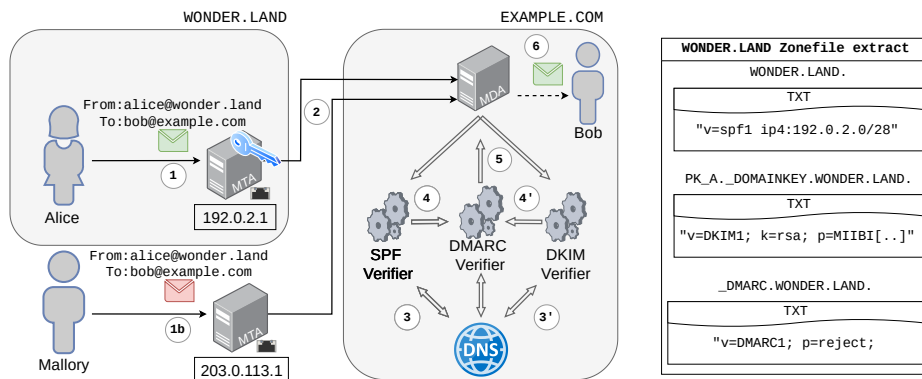 WONDER.LAND
From:alice@wonder.land
To:bob@example.com
1
MTA
Alice
192.0.2.1
From:alice@wonder.land
To:bob@example.com
1b
MTA
Mallory
203.0.113.1
2
EXAMPLE.COM
6
MDA
Bob
5
4
4'
SPF
Verifier
DMARC
Verifier
DKIM
Verifier
3
3'
DNS
WONDER.LAND Zonefile extract
WONDER.LAND.
TXT
"v=spf1 ip4:192.0.2.0/28"
PK_A._DOMAINKEY.WONDER.LAND.
TXT
"v=DKIM1; k=rsa; p=MIIBI[..]"
_DMARC.WONDER.LAND.
TXT
"v=DMARC1; p=reject;